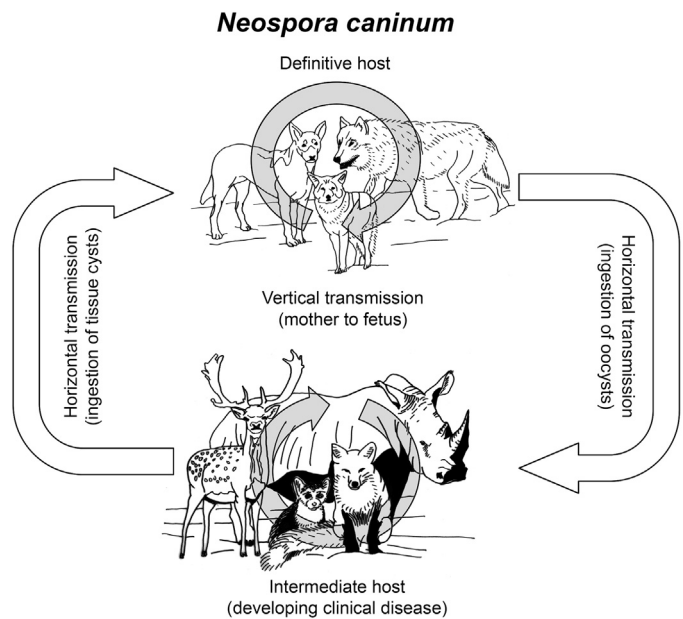 Neospora caninum
Definitive host
Horizontal transmission
(ingestion of tissue cysts)
Horizontal transmission
(ingestion of oocysts)
Vertical transmission
(mother to fetus)
Intermediate host
(developing clinical disease)